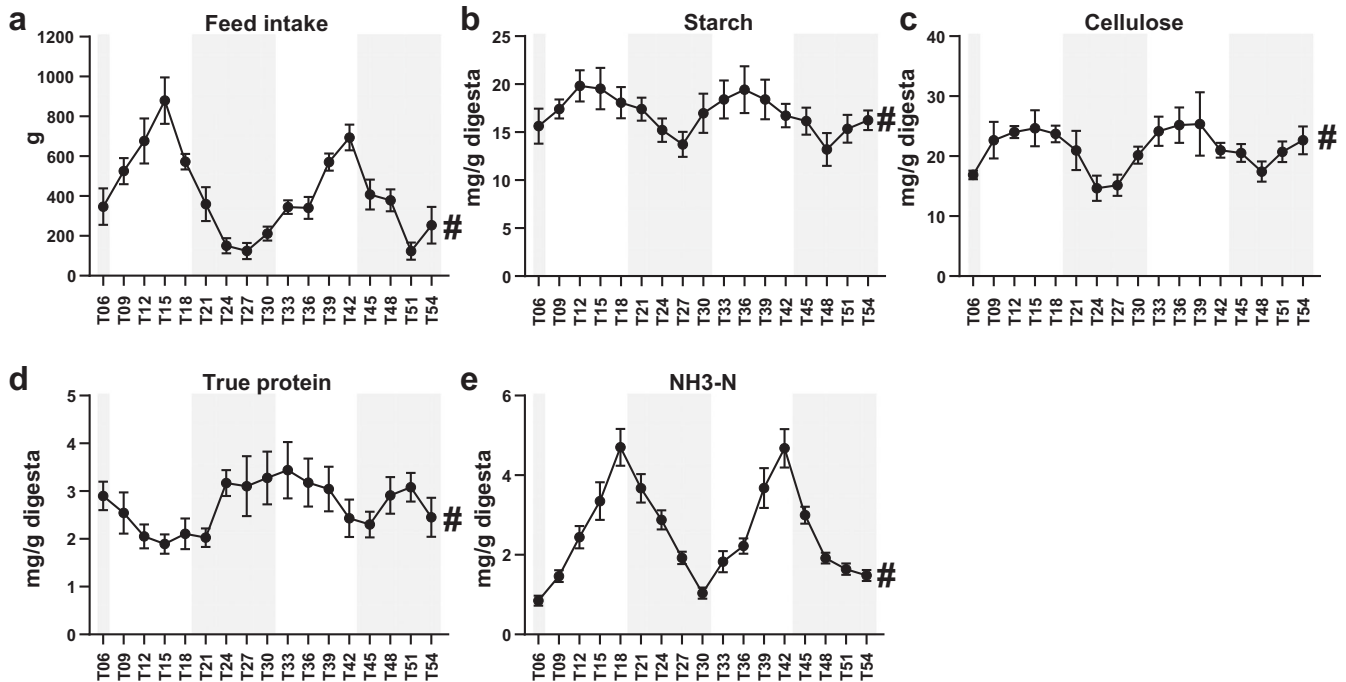 a
Feed intake
g
1200
1000
800
600
400
200
0
T06 T09 T12 T15 T18 T21 T24 T27 T30 T33 T36 T39 T42 T45 T48 T51 T54
#
b
Starch
mg/g digesta
25
20
15
10
5
0
T06 T09 T12 T15 T18 T21 T24 T27 T30 T33 T36 T39 T42 T45 T48 T51 T54
#
c
Cellulose
mg/g digesta
40
30
20
10
0
T06 T09 T12 T15 T18 T21 T24 T27 T30 T33 T36 T39 T42 T45 T48 T51 T54
#
d
True protein
mg/g digesta
5
4
3
2
1
0
T06 T09 T12 T15 T18 T21 T24 T27 T30 T33 T36 T39 T42 T45 T48 T51 T54
#
e
NH3-N
mg/g digesta
6
4
2
0
T06 T09 T12 T15 T18 T21 T24 T27 T30 T33 T36 T39 T42 T45 T48 T51 T54
#